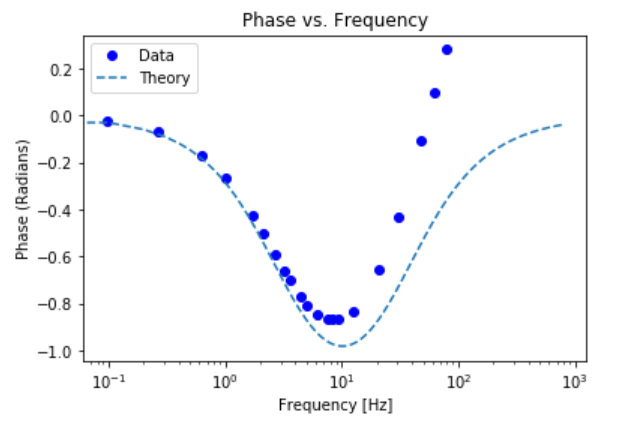 Phase vs. Frequency
Data
Theory
0.2
0.0
−0.2
−0.4
−0.6
−0.8
−1.0
Phase (Radians)
10⁻¹ 10⁰ 10¹ 10² 10³
Frequency [Hz]